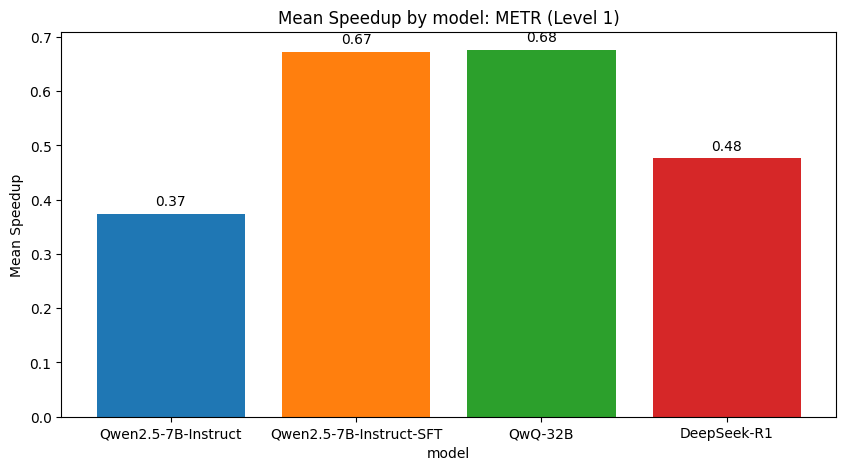 Mean Speedup by model: METR (Level 1)
0.7
0.6
0.5
0.4
0.3
0.2
0.1
0.0
Mean Speedup
0.37
0.67
0.68
0.48
Qwen2.5-7B-Instruct
Qwen2.5-7B-Instruct-SFT
QwQ-32B
DeepSeek-R1
model